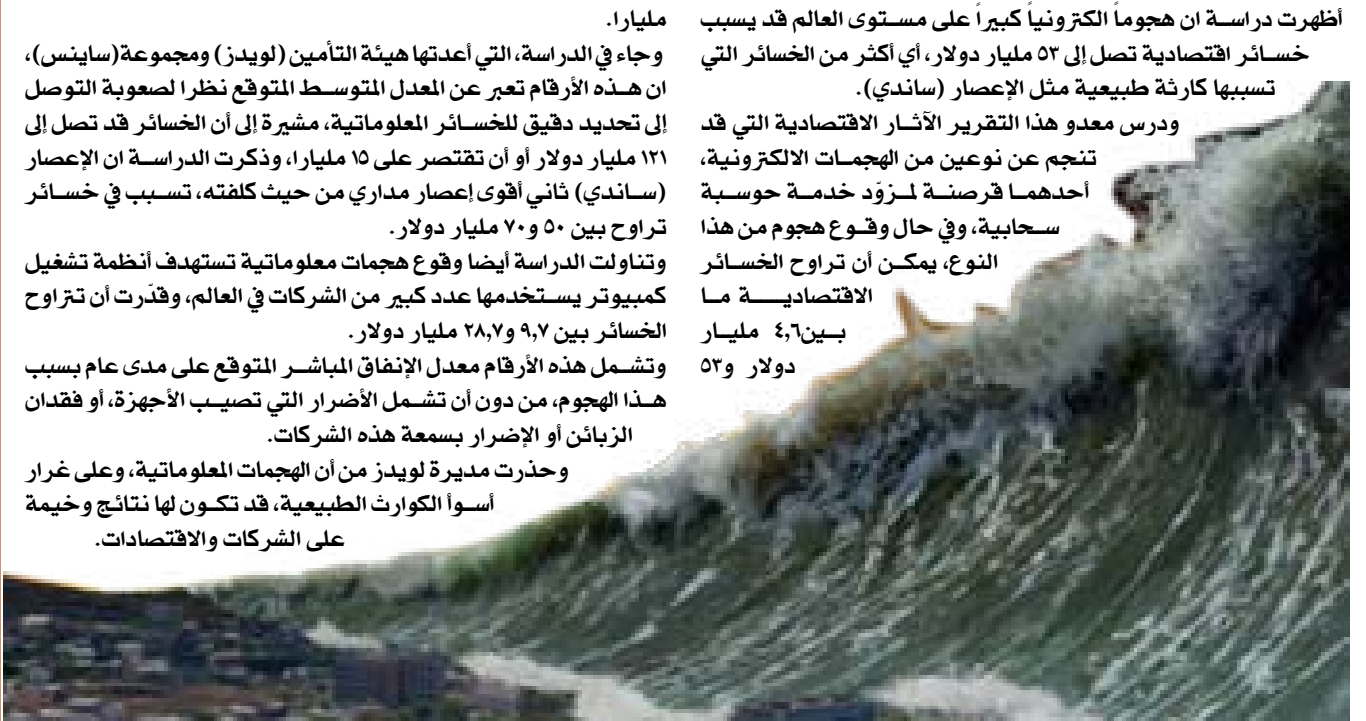 أظهرت دراسة ان هجوماً الكترونياً كبيراً على مستوى العالم قد يسبب
خسائر اقتصادية تصل إلى ٥٣ مليار دولار، أي أكثر من الخسائر التي
تسببها كارثة طبيعية مثل الإعصار (ساندي).
ودرس معدو هذا التقرير الآثار الاقتصادية التي قد
تنجم عن نوعين من الهجمات الالكترونية،
أحدهما قرصنة لمزوّد خدمة حوسبة
سحابية، وفي حال وقوع هجوم من هذا
النوع، يمكن أن تراوح الخسائر
الاقتصادية ما
بين٤,٦ مليار
دولار و٥٣
مليارا.
وجاء في الدراسة، التي أعدتها هيئة التأمين (لويدز) ومجموعة(ساينس)،
ان هذه الأرقام تعبر عن المعدل المتوسط المتوقع نظرا لصعوبة التوصل
إلى تحديد دقيق للخسائر المعلوماتية، مشيرة إلى أن الخسائر قد تصل إلى
١٢١ مليار دولار أو أن تقتصر على ١٥ مليارا، وذكرت الدراسة ان الإعصار
(ساندي) ثاني أقوى إعصار مداري من حيث كلفته، تسبب في خسائر
تراوح بين ٥٠ و٧٠ مليار دولار.
وتناولت الدراسة أيضا وقوع هجمات معلوماتية تستهدف أنظمة تشغيل
كمبيوتر يستخدمها عدد كبير من الشركات في العالم، وقدّرت أن تتراوح
الخسائر بين ٩,٧ و٢٨,٧ مليار دولار.
وتشمل هذه الأرقام معدل الإنفاق المباشر المتوقع على مدى عام بسبب
هذا الهجوم، من دون أن تشمل الأضرار التي تصيب الأجهزة، أو فقدان
الزبائن أو الإضرار بسمعة هذه الشركات.
وحذرت مديرة لويدز من أن الهجمات المعلوماتية، وعلى غرار
أسوأ الكوارث الطبيعية، قد تكون لها نتائج وخيمة
على الشركات والاقتصادات.